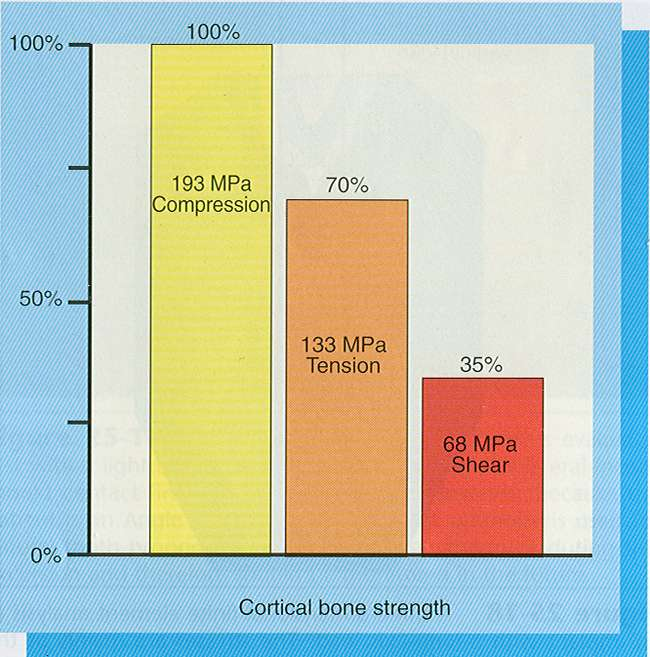 100%
100%
193 MPa
Compression
70%
50%
133 MPa
Tension
35%
68 MPa
Shear
0%
Cortical bone strength